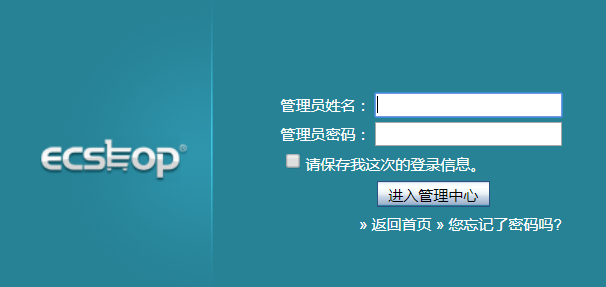 ecshop®
管理员姓名：
管理员密码：
请保存我这次的登录信息。
进入管理中心
» 返回首页 » 您忘记了密码吗?